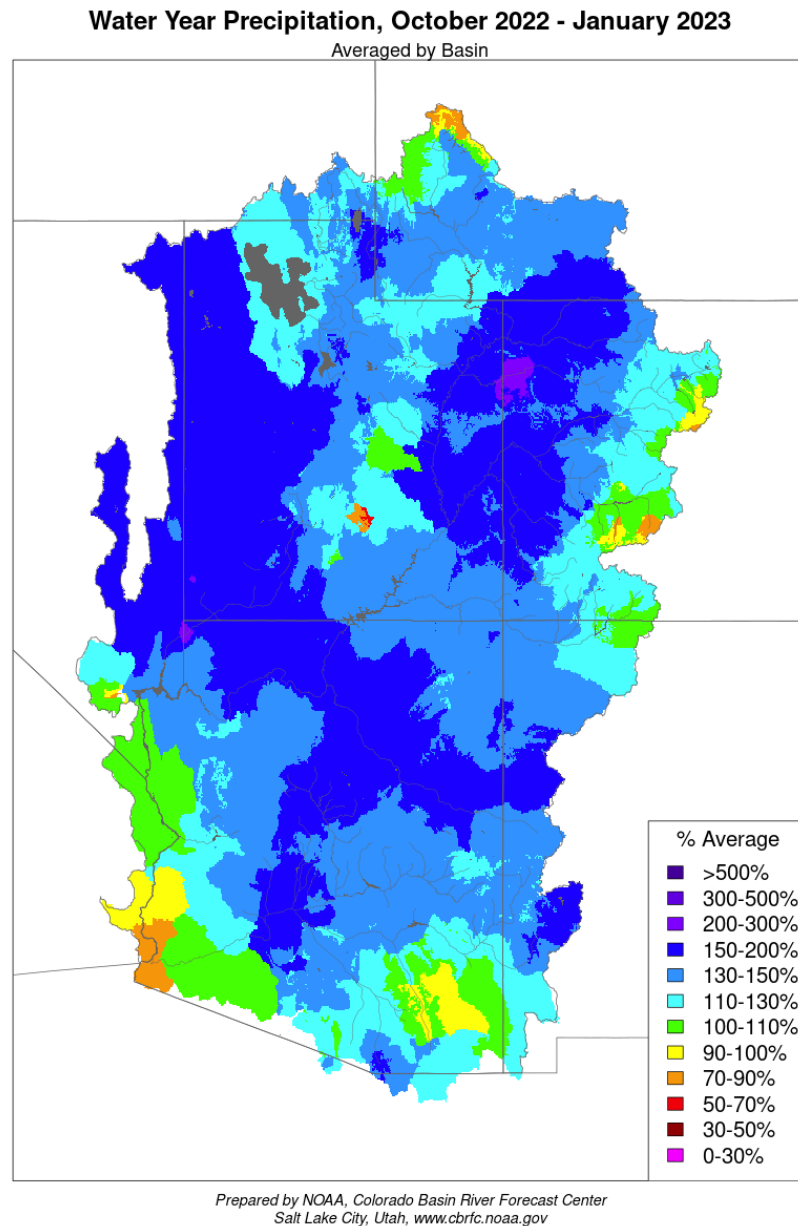 Water Year Precipitation, October 2022 - January 2023
Averaged by Basin
% Average
>500%
300-500%
200-300%
150-200%
130-150%
110-130%
100-110%
90-100%
70-90%
50-70%
30-50%
0-30%
Prepared by NOAA, Colorado Basin River Forecast Center
Salt Lake City, Utah, www.cbrfc.noaa.gov